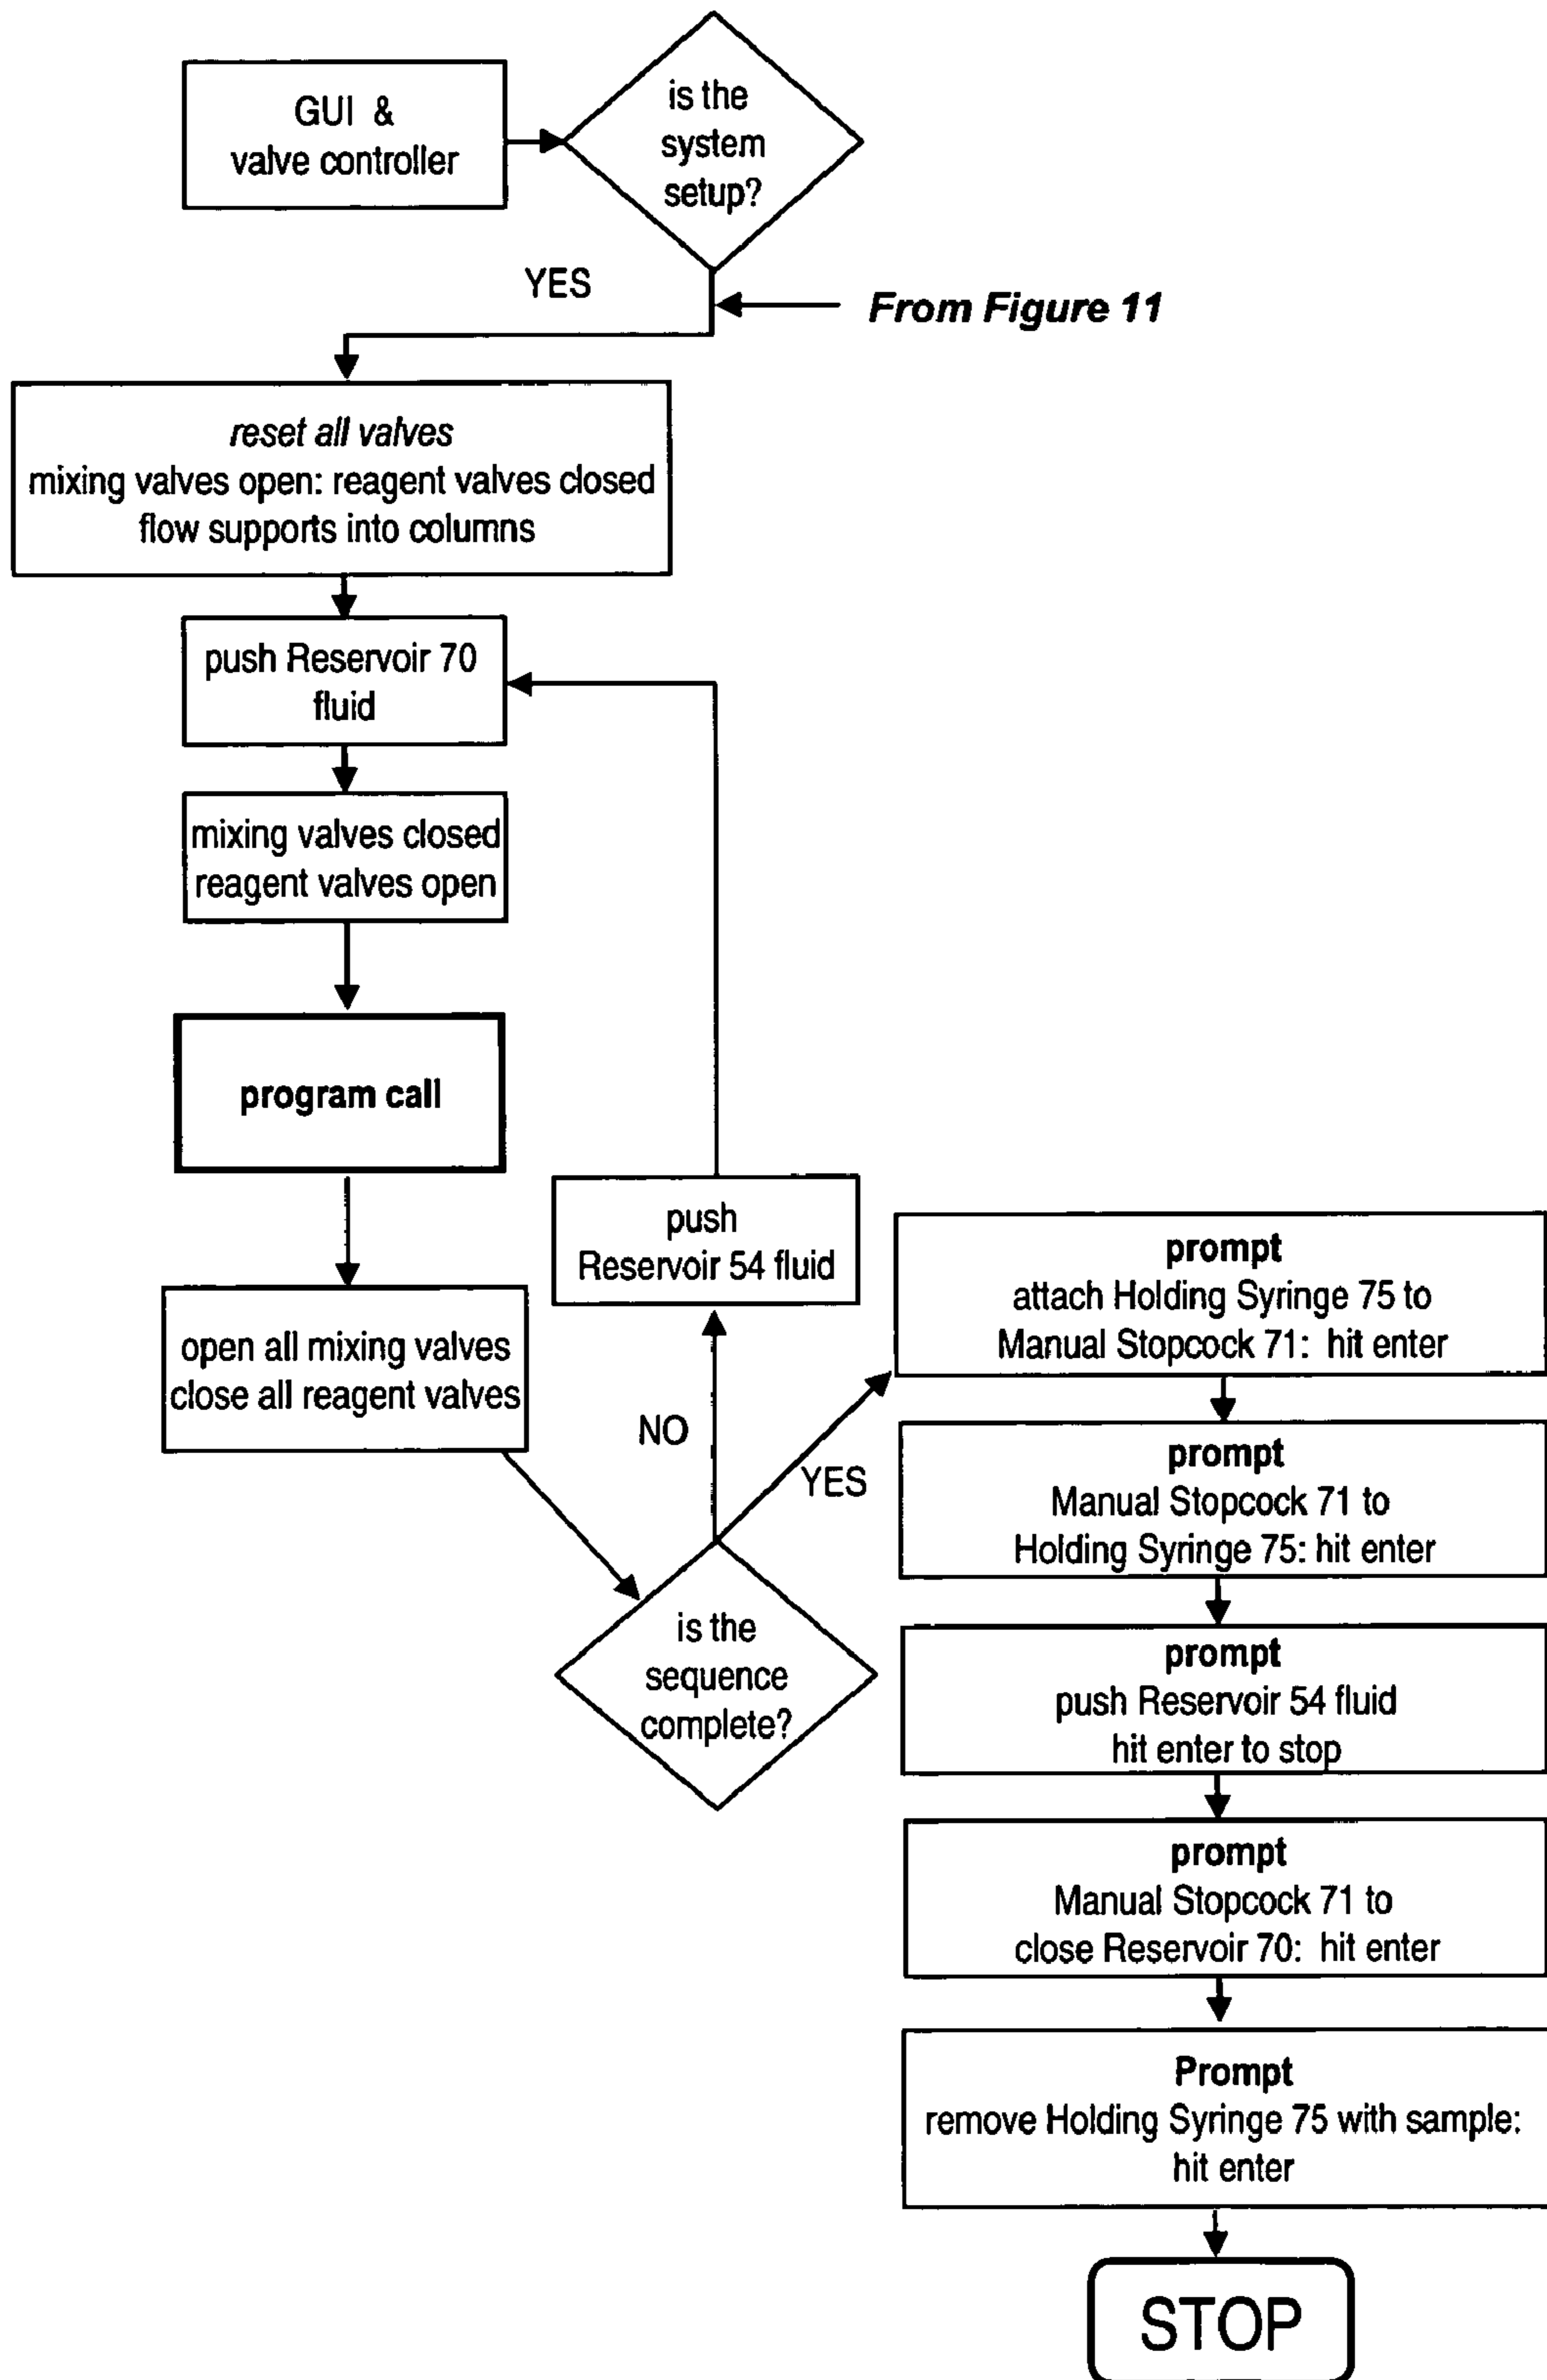 GUI &
valve controller
is the
system
setup?
YES
From Figure 11
reset all valves
mixing valves open: reagent valves closed
flow supports into columns
push Reservoir 70
fluid
mixing valves closed
reagent valves open
program call
open all mixing valves
close all reagent valves
is the
sequence
complete?
NO
push
Reservoir 54 fluid
YES
prompt
attach Holding Syringe 75 to
Manual Stopcock 71: hit enter
prompt
Manual Stopcock 71 to
Holding Syringe 75: hit enter
prompt
push Reservoir 54 fluid
hit enter to stop
prompt
Manual Stopcock 71 to
close Reservoir 70: hit enter
Prompt
remove Holding Syringe 75 with sample:
hit enter
STOP